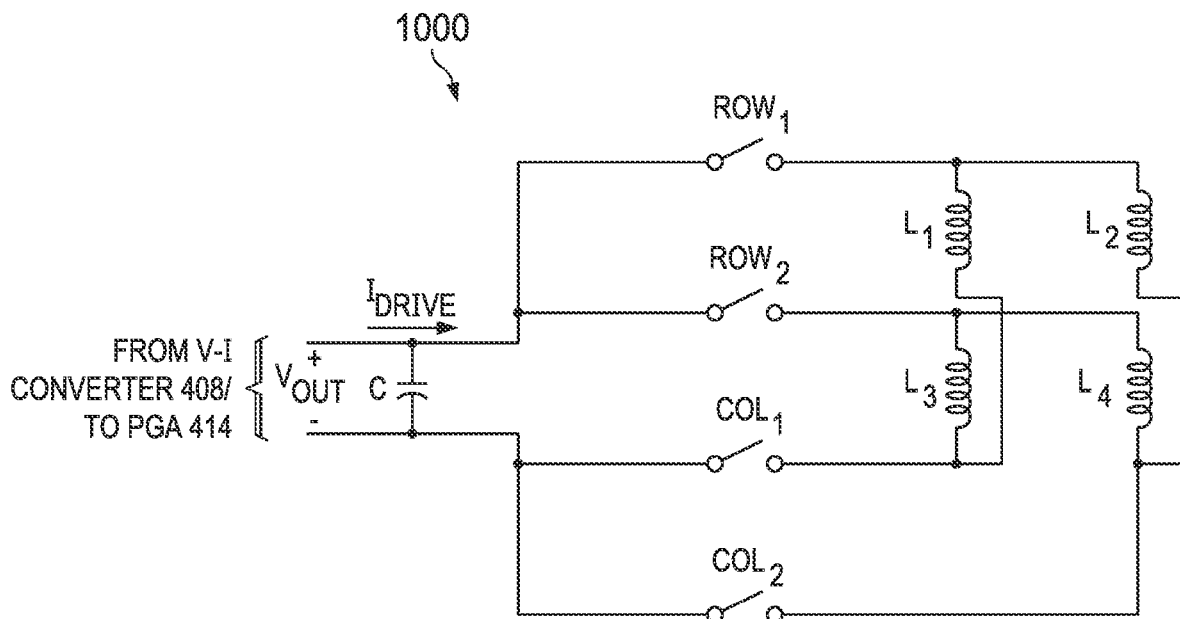 1000
ROW1
L1
L2
ROW2
IDRIVE
FROM V-I
CONVERTER 408/
TO PGA 414
+
VOUT
-
C
L3
L4
COL1
COL2